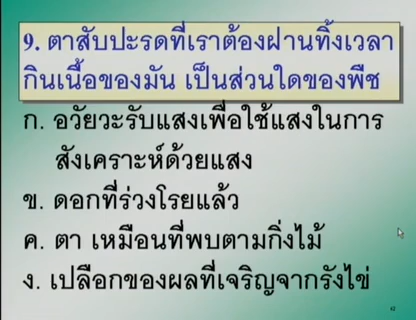 9. ตาสับปะรดที่เราต้องฝานทิ้งเวลา
กินเนื้อของมัน เป็นส่วนใดของพืช
ก. อวัยวะรับแสงเพื่อใช้แสงในการ
สังเคราะห์ด้วยแสง
ข. ดอกที่ร่วงโรยแล้ว
ค. ตา เหมือนที่พบตามกิ่งไม้
ง. เปลือกของผลที่เจริญจากรังไข่